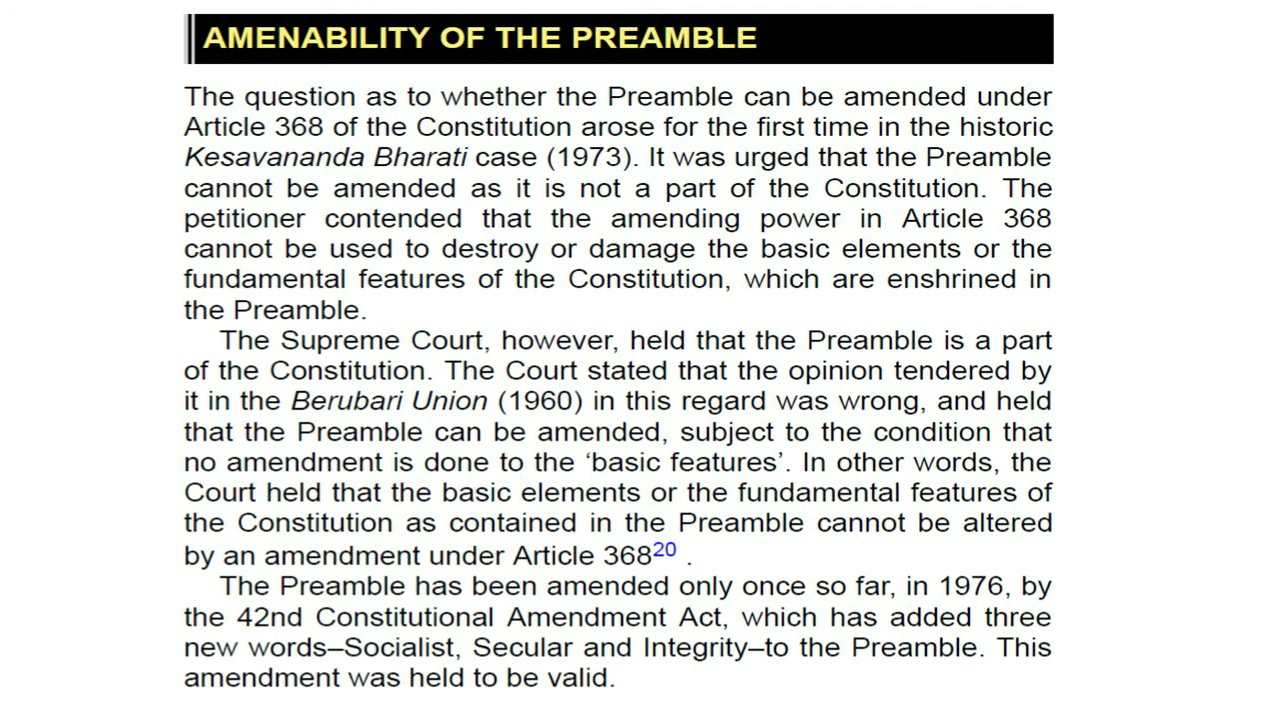 AMENABILITY OF THE PREAMBLE
The question as to whether the Preamble can be amended under
Article 368 of the Constitution arose for the first time in the historic
Kesavananda Bharati case (1973). It was urged that the Preamble
cannot be amended as it is not a part of the Constitution. The
petitioner contended that the amending power in Article 368
cannot be used to destroy or damage the basic elements or the
fundamental features of the Constitution, which are enshrined in
the Preamble.
The Supreme Court, however, held that the Preamble is a part
of the Constitution. The Court stated that the opinion tendered by
it in the Berubari Union (1960) in this regard was wrong, and held
that the Preamble can be amended, subject to the condition that
no amendment is done to the ‘basic features’. In other words, the
Court held that the basic elements or the fundamental features of
the Constitution as contained in the Preamble cannot be altered
by an amendment under Article 368²⁰ .
The Preamble has been amended only once so far, in 1976, by
the 42nd Constitutional Amendment Act, which has added three
new words–Socialist, Secular and Integrity–to the Preamble. This
amendment was held to be valid.